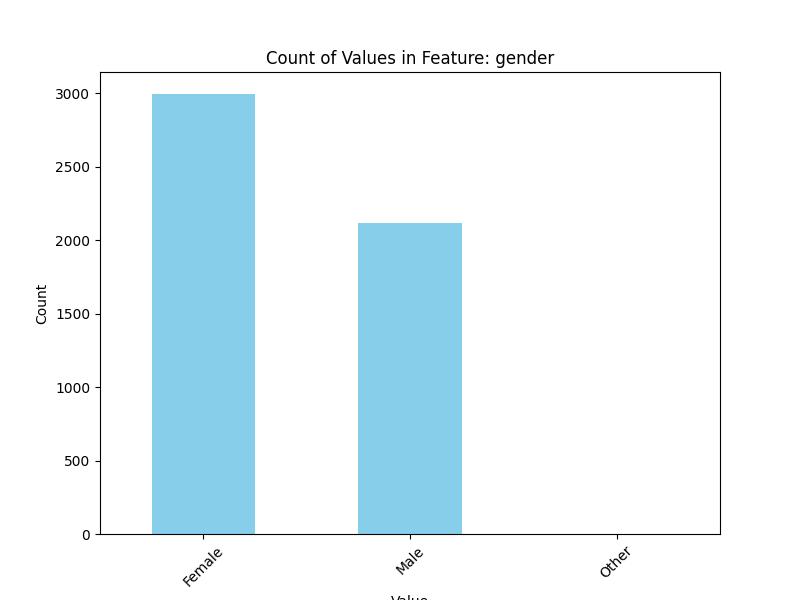 Count of Values in Feature: gender
Count
3000
2500
2000
1500
1000
500
0
Female
Male
Other
Value